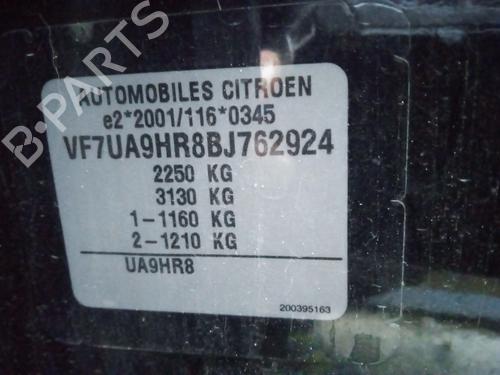 B-PARTS
AUTOMOBILES CITROEN
e2*2001/116*0345
VF7UA9HR8BJ762924
2250 KG
3130 KG
1-1160 KG
2-1210 KG
UA9HR8
200395163